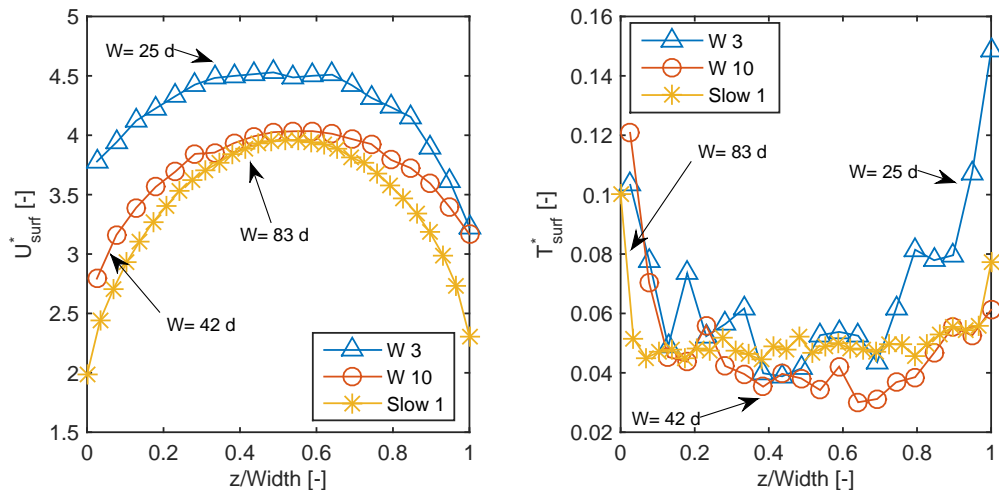 5
4.5
4
3.5
3
2.5
2
1.5
U*surf [-]
0
0.2
0.4
0.6
0.8
1
z/Width [-]
W= 25 d
W= 83 d
W= 42 d
W 3
W 10
Slow 1
0.16
0.14
0.12
0.1
0.08
0.06
0.04
0.02
T*surf [-]
0
0.2
0.4
0.6
0.8
1
z/Width [-]
W 3
W 10
Slow 1
W= 83 d
W= 25 d
W= 42 d